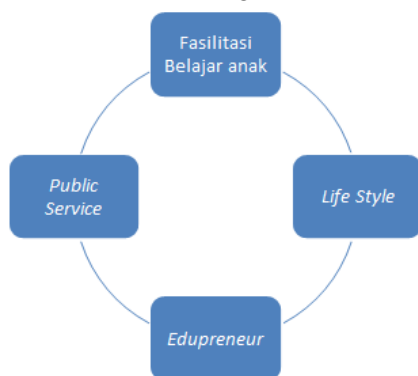 Fasilitasi
Belajar anak
Public
Service
Life Style
Edupreneur